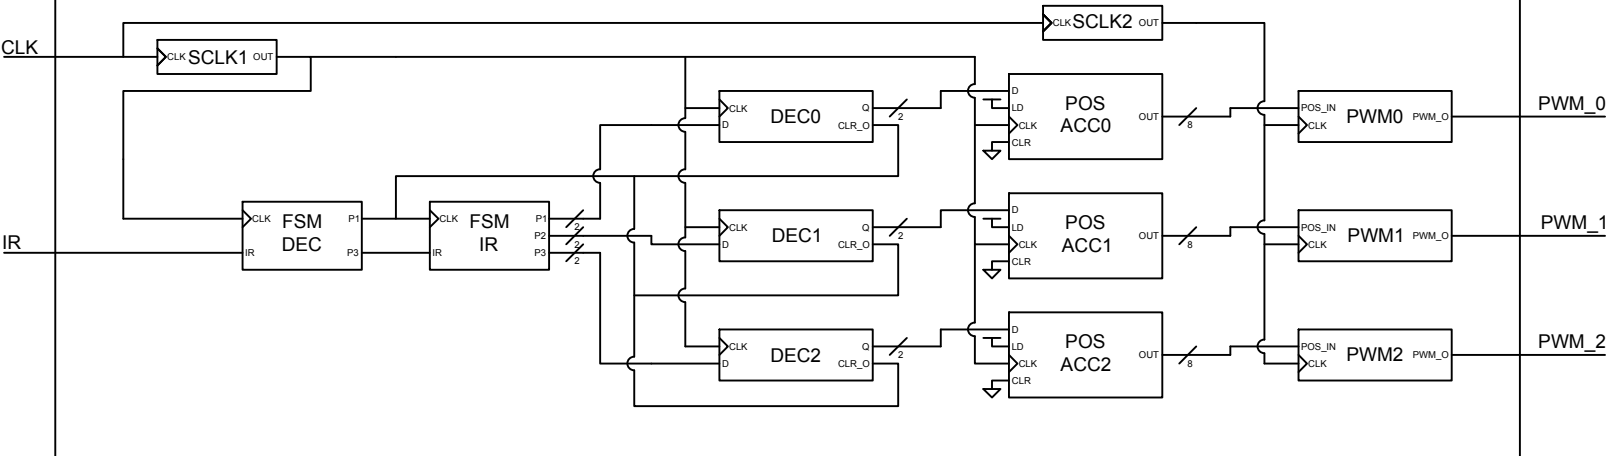 CLK SCLK2 OUT
CLK
CLK SCLK1 OUT
D
CLK Q POS LD POS_IN PWM_0
DEC0 ACC0 OUT PWM0 PWM_O
D CLR_O 2 CLK 8 CLK
CLR
CLK FSM P1 CLK FSM P1 2
DEC IR P2 2
IR
IR P3 IR P3 2
D
CLK Q POS LD POS_IN PWM_1
DEC1 ACC1 OUT PWM1 PWM_O
D CLR_O 2 CLK 8 CLK
CLR
D
CLK Q POS LD POS_IN PWM_2
DEC2 ACC2 OUT PWM2 PWM_O
D CLR_O 2 CLK 8 CLK
CLR